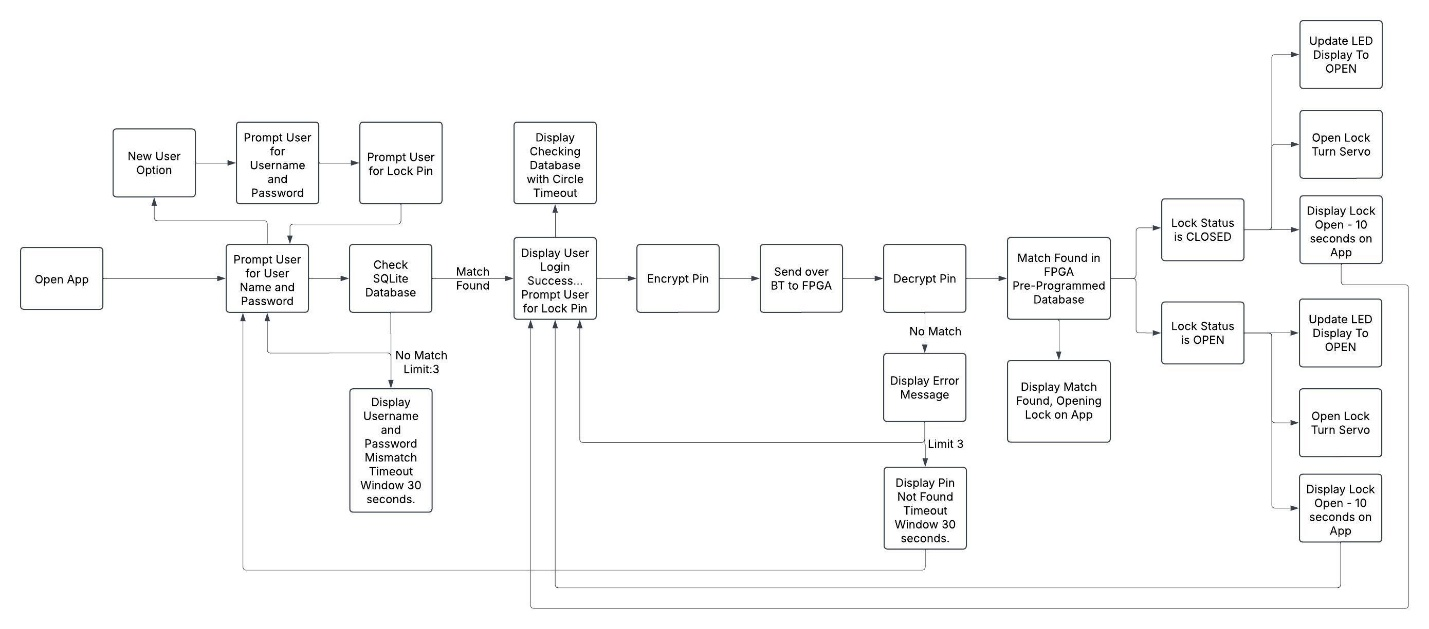 Update LED
Display To
OPEN
New User
Option
Prompt User
for
Username
and
Password
Prompt User
for Lock Pin
Display
Checking
Database
with Circle
Timeout
Open Lock
Turn Servo
Lock Status
is CLOSED
Display Lock
Open - 10
seconds on
App
Open App
Prompt User
for User
Name and
Password
Check
SQLite
Database
Match
Found
Display User
Login
Success...
Prompt User
for Lock Pin
Encrypt Pin
Send over
BT to FPGA
Decrypt Pin
Match Found in
FPGA
Pre-Programmed
Database
Lock Status
is OPEN
Update LED
Display To
OPEN
No Match
Limit:3
No Match
Display
Username
and
Password
Mismatch
Timeout
Window 30
seconds.
Display Error
Message
Display Match
Found, Opening
Lock on App
Open Lock
Turn Servo
Limit 3
Display Pin
Not Found
Timeout
Window 30
seconds.
Display Lock
Open - 10
seconds on
App